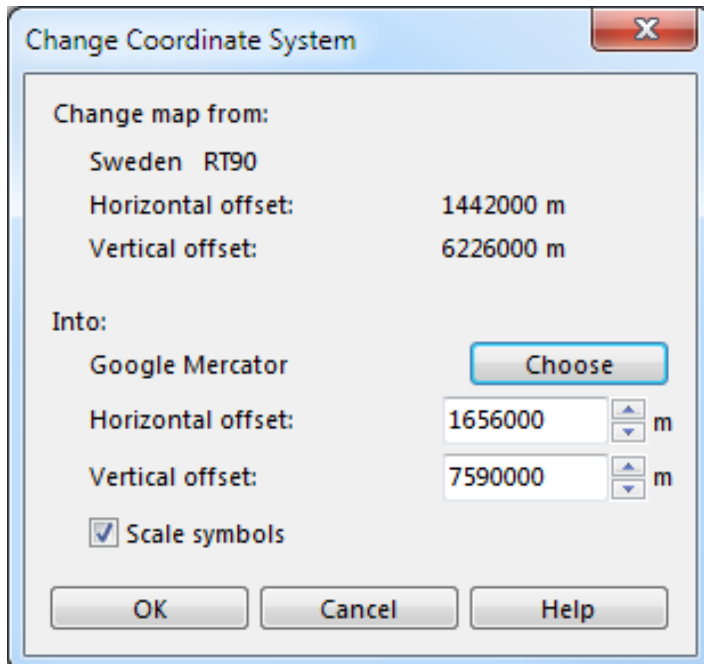 Change Coordinate System
Change map from:
Sweden RT90
Horizontal offset: 1442000 m
Vertical offset: 6226000 m
Into:
Google Mercator Choose
Horizontal offset: 1656000 m
Vertical offset: 7590000 m
Scale symbols
OK Cancel Help